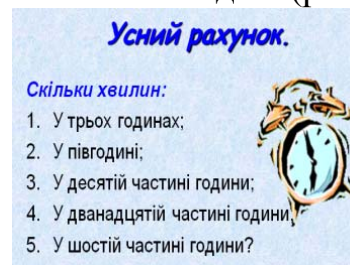 Усний рахунок.
Скільки хвилин:
1. У трьох годинах;
2. У півгодині;
3. У десятій частині години;
4. У дванадцятій частині години,
5. У шостій частині години?